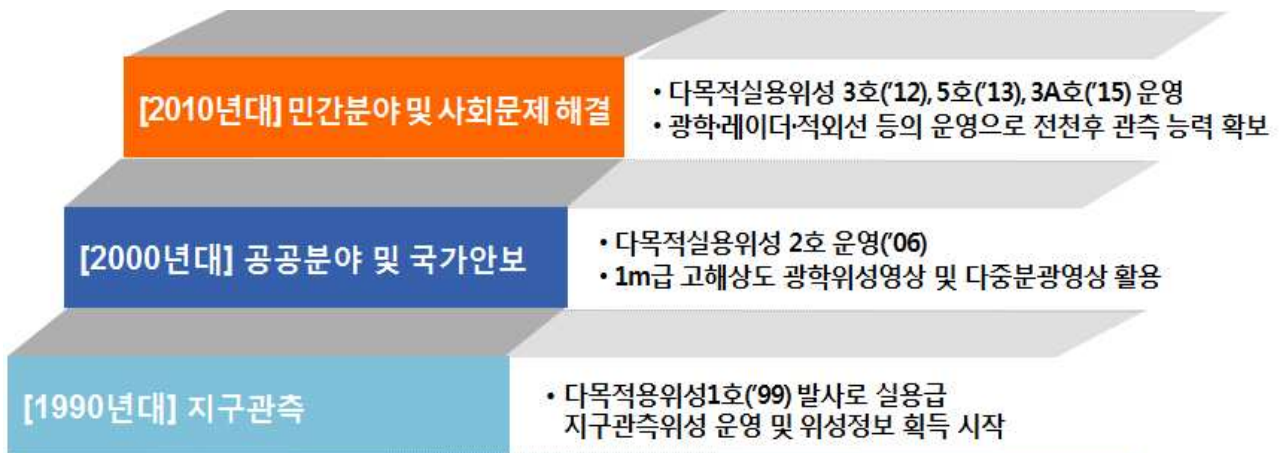 [2010년대] 민간분야 및 사회문제 해결
• 다목적실용위성 3호('12), 5호('13), 3A호('15) 운영
• 광학·레이더·적외선 등의 운영으로 전천후 관측 능력 확보
[2000년대] 공공분야 및 국가안보
• 다목적실용위성 2호 운영('06)
• 1m급 고해상도 광학위성영상 및 다중분광영상 활용
[1990년대] 지구관측
• 다목적용위성1호('99) 발사로 실용급
지구관측위성 운영 및 위성정보 획득 시작